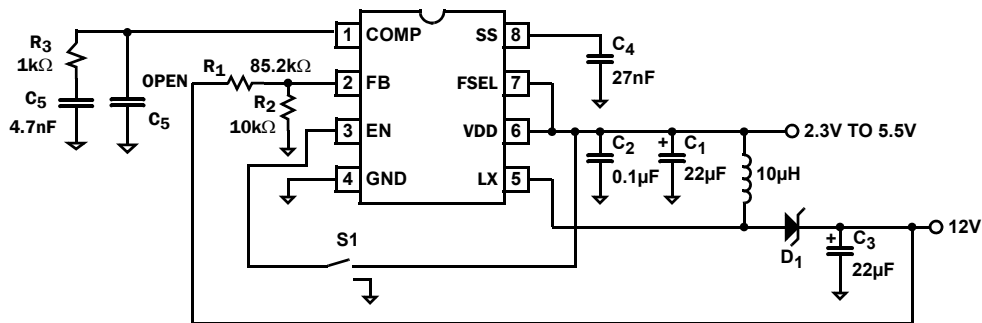 R3
1kΩ
C5
4.7nF
C5
OPEN
R1
85.2kΩ
R2
10kΩ
1
COMP
2
FB
3
EN
4
GND
SS
8
FSEL
7
VDD
6
LX
5
C4
27nF
C2
0.1µF
+
C1
22µF
10µH
2.3V TO 5.5V
S1
D1
+
C3
22µF
12V